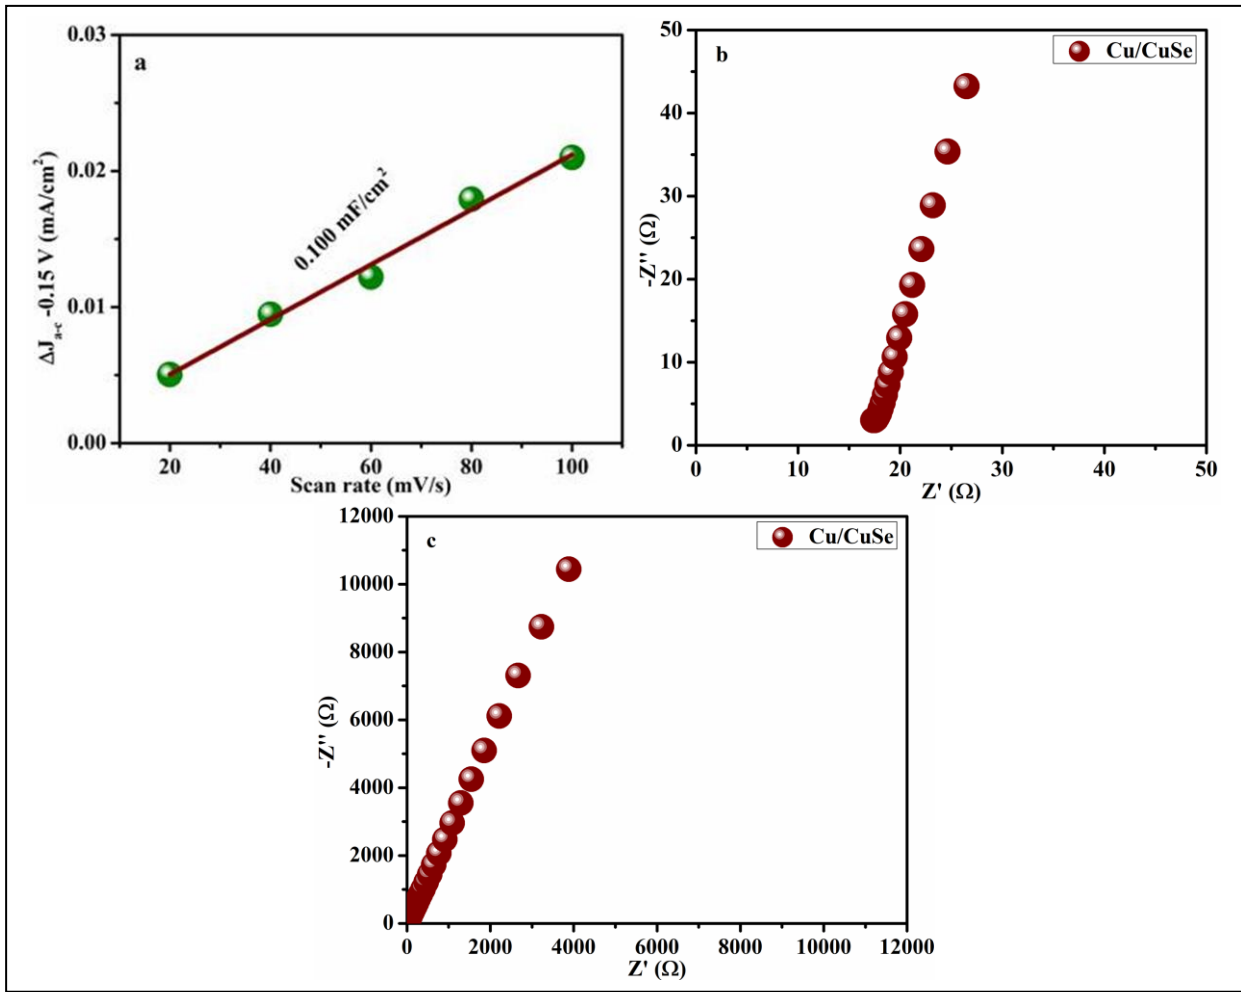 a
0.03
0.02
0.01
0.00
ΔJa-c -0.15 V (mA/cm²)
0.100 mF/cm²
20 40 60 80 100
Scan rate (mV/s)
b
Cu/CuSe
50
40
30
20
10
0
-Z'' (Ω)
0 10 20 30 40 50
Z' (Ω)
c
Cu/CuSe
12000
10000
8000
6000
4000
2000
0
-Z'' (Ω)
0 2000 4000 6000 8000 10000 12000
Z' (Ω)